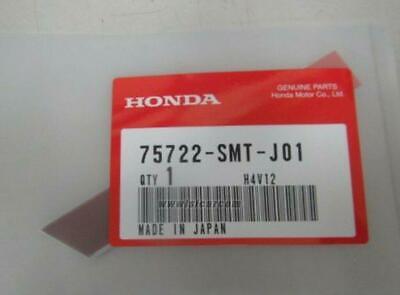 GENUINE PARTS
Honda Motor Co., Ltd.
HONDA
75722-SMT-J01
QTY 1 H4V12
MADE IN JAPAN